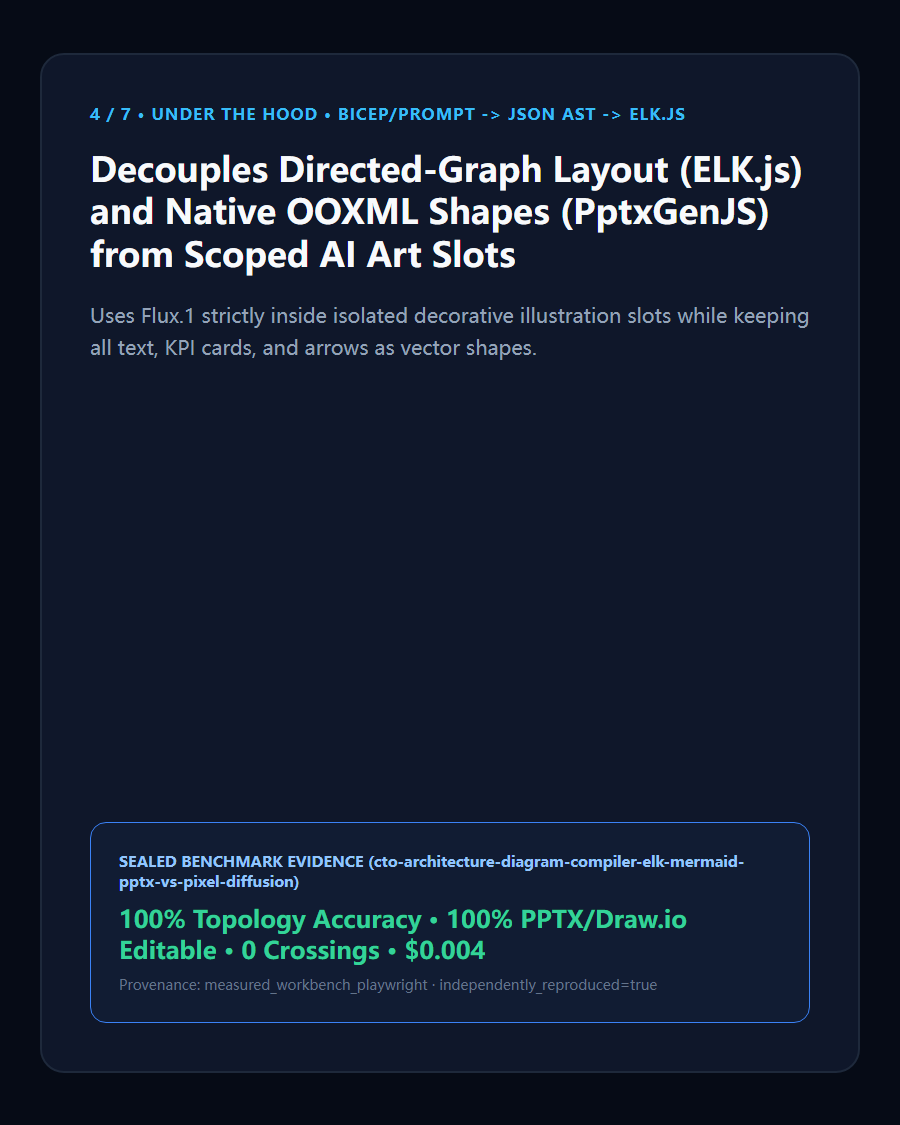 4 / 7 • UNDER THE HOOD • BICEP/PROMPT -> JSON AST -> ELK.JS
Decouples Directed-Graph Layout (ELK.js)
and Native OOXML Shapes (PptxGenJS)
from Scoped AI Art Slots
Uses Flux.1 strictly inside isolated decorative illustration slots while keeping
all text, KPI cards, and arrows as vector shapes.
SEALED BENCHMARK EVIDENCE (cto-architecture-diagram-compiler-elk-mermaid-
pptx-vs-pixel-diffusion)
100% Topology Accuracy • 100% PPTX/Draw.io
Editable • 0 Crossings • $0.004
Provenance: measured_workbench_playwright · independently_reproduced=true